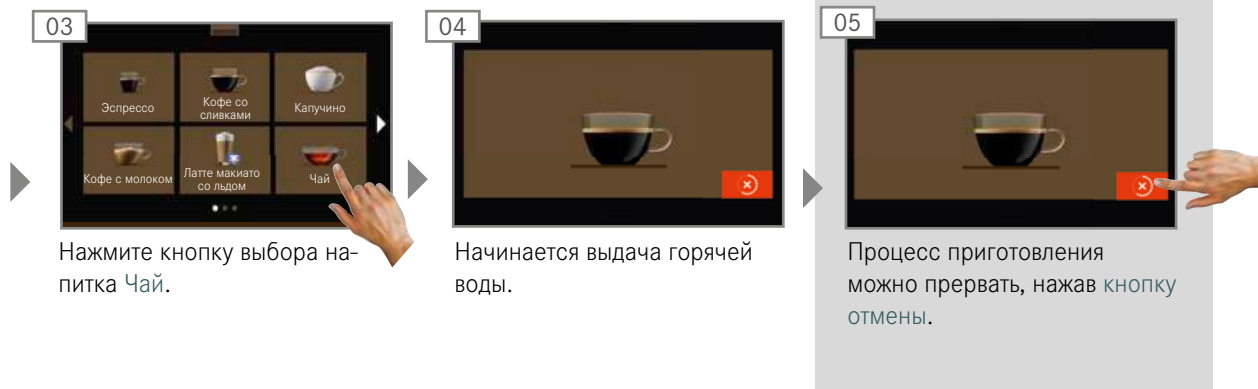 03
Эспрессо
Кофе со
сливками
Капучино
Кофе с молоком
Латте макиато
со льдом
Чай
Нажмите кнопку выбора на-
питка Чай.
04
Начинается выдача горячей
воды.
05
Процесс приготовления
можно прервать, нажав кнопку
отмены.